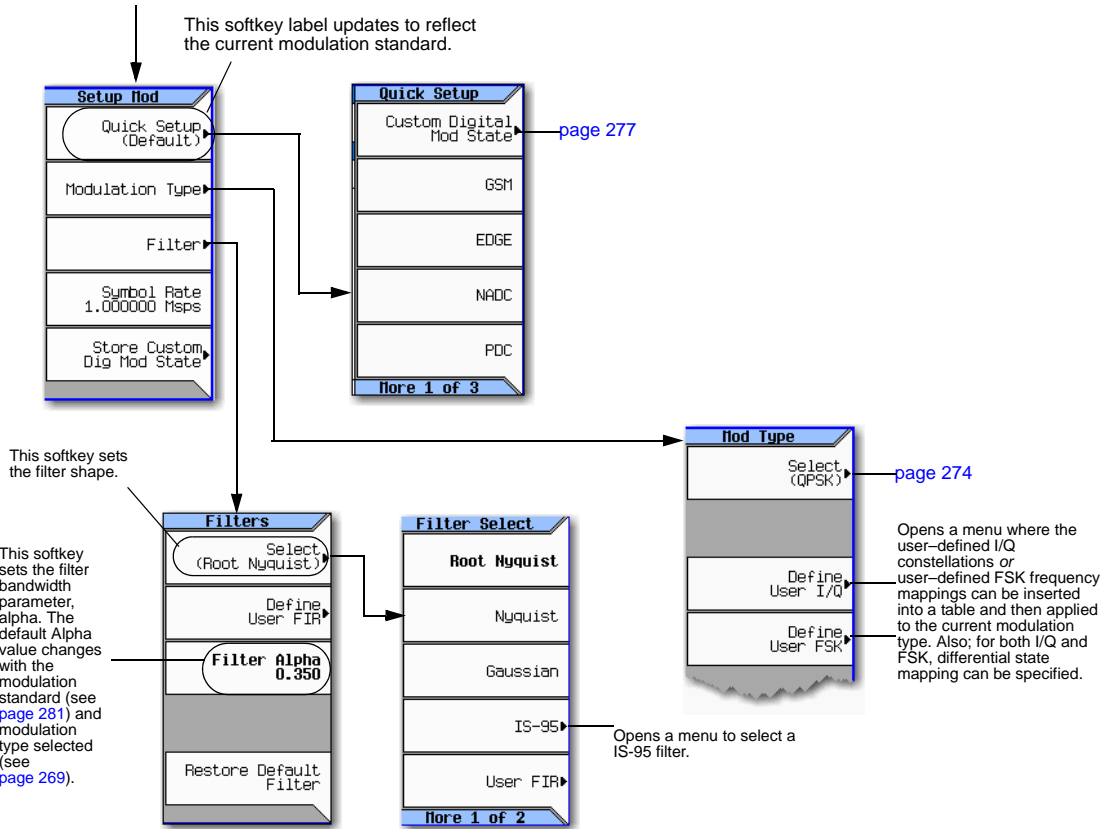 This softkey label updates to reflect
the current modulation standard.
Setup Mod
Quick Setup
(Default)
Modulation Type
Filter
Symbol Rate
1.000000 Msps
Store Custom
Dig Mod State
Quick Setup
Custom Digital
Mod State
page 277
GSM
EDGE
NADC
PDC
More 1 of 3
This softkey sets
the filter shape.
This softkey
sets the filter
bandwidth
parameter,
alpha. The
default Alpha
value changes
with the
modulation
standard (see
page 281) and
modulation
type selected
(see
page 269).
Filters
Select
(Root Nyquist)
Define
User FIR
Filter Alpha
0.350
Restore Default
Filter
Filter Select
Root Nyquist
Nyquist
Gaussian
IS-95
User FIR
More 1 of 2
Opens a menu to select a
IS-95 filter.
Mod Type
Select
(QPSK)
page 274
Define
User I/Q
Define
User FSK
Opens a menu where the
user–defined I/Q
constellations or
user–defined FSK frequency
mappings can be inserted
into a table and then applied
to the current modulation
type. Also; for both I/Q and
FSK, differential state
mapping can be specified.